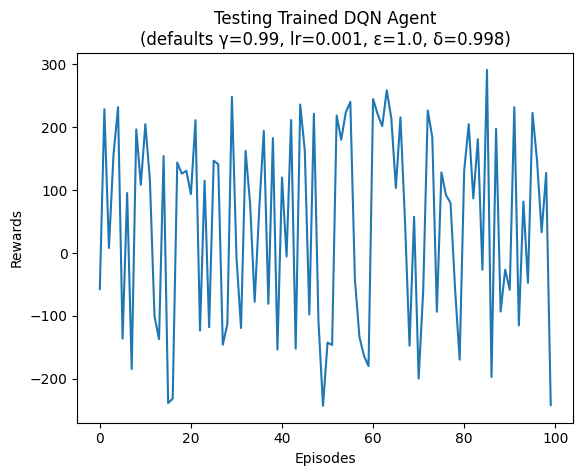 Testing Trained DQN Agent
(defaults γ=0.99, lr=0.001, ε=1.0, δ=0.998)
300
200
100
0
−100
−200
Rewards
0 20 40 60 80 100
Episodes